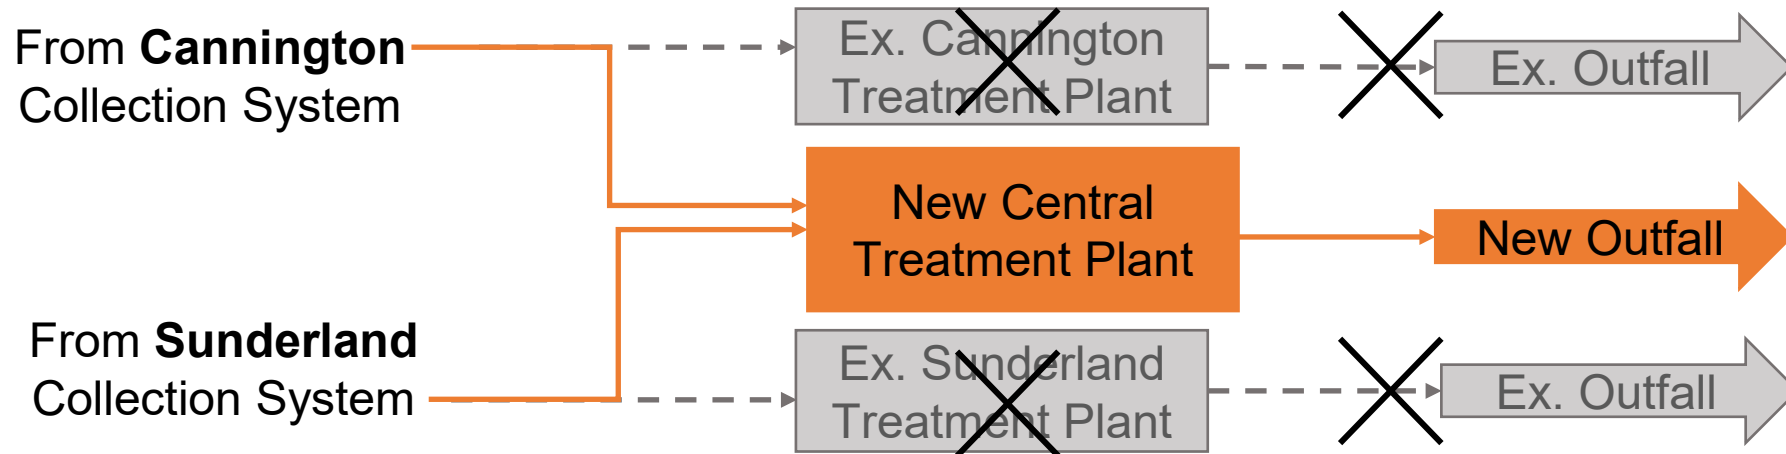 From Cannington
Collection System
Ex. Cannington
Treatment Plant
Ex. Outfall
New Central
Treatment Plant
New Outfall
From Sunderland
Collection System
Ex. Sunderland
Treatment Plant
Ex. Outfall